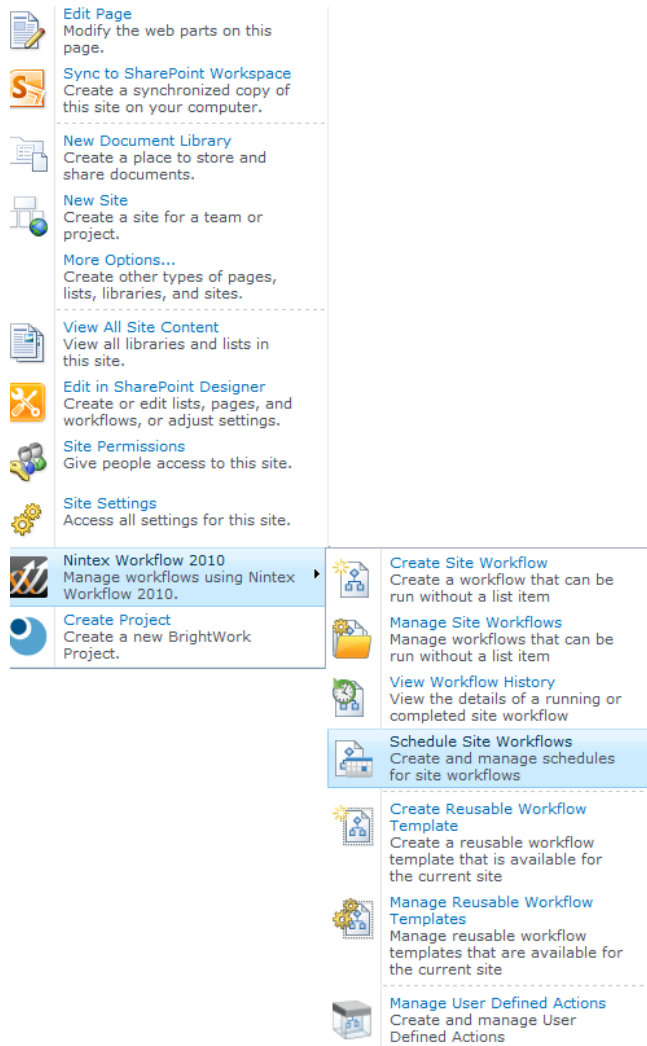 Edit Page
Modify the web parts on this
page.
Sync to SharePoint Workspace
Create a synchronized copy of
this site on your computer.
New Document Library
Create a place to store and
share documents.
New Site
Create a site for a team or
project.
More Options...
Create other types of pages,
lists, libraries, and sites.
View All Site Content
View all libraries and lists in
this site.
Edit in SharePoint Designer
Create or edit lists, pages, and
workflows, or adjust settings.
Site Permissions
Give people access to this site.
Site Settings
Access all settings for this site.
Nintex Workflow 2010
Manage workflows using Nintex
Workflow 2010.
Create Project
Create a new BrightWork
Project.
Create Site Workflow
Create a workflow that can be
run without a list item
Manage Site Workflows
Manage workflows that can be
run without a list item
View Workflow History
View the details of a running or
completed site workflow
Schedule Site Workflows
Create and manage schedules
for site workflows
Create Reusable Workflow
Template
Create a reusable workflow
template that is available for
the current site
Manage Reusable Workflow
Templates
Manage reusable workflow
templates that are available for
the current site
Manage User Defined Actions
Create and manage User
Defined Actions